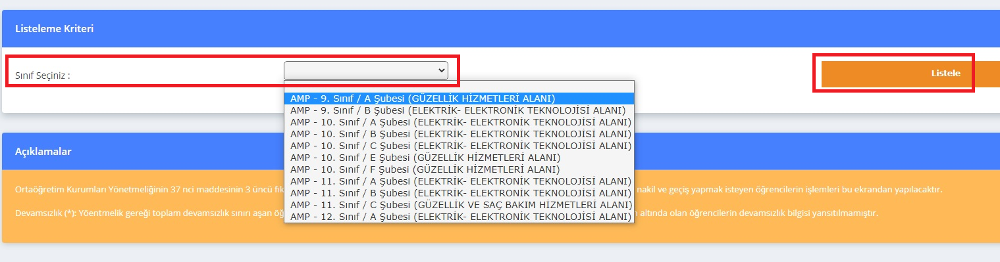 Listeleme Kriteri
Sınıf Seçiniz :
Listele
AMP - 9. Sınıf / A Şubesi (GÜZELLİK HİZMETLERİ ALANI)
AMP - 9. Sınıf / B Şubesi (ELEKTRİK- ELEKTRONİK TEKNOLOJİSİ ALANI)
AMP - 10. Sınıf / A Şubesi (ELEKTRİK- ELEKTRONİK TEKNOLOJİSİ ALANI)
AMP - 10. Sınıf / B Şubesi (ELEKTRİK- ELEKTRONİK TEKNOLOJİSİ ALANI)
AMP - 10. Sınıf / C Şubesi (ELEKTRİK- ELEKTRONİK TEKNOLOJİSİ ALANI)
AMP - 10. Sınıf / E Şubesi (GÜZELLİK HİZMETLERİ ALANI)
AMP - 10. Sınıf / F Şubesi (GÜZELLİK HİZMETLERİ ALANI)
AMP - 11. Sınıf / A Şubesi (ELEKTRİK- ELEKTRONİK TEKNOLOJİSİ ALANI)
AMP - 11. Sınıf / B Şubesi (ELEKTRİK- ELEKTRONİK TEKNOLOJİSİ ALANI)
AMP - 11. Sınıf / C Şubesi (GÜZELLİK VE SAÇ BAKIM HİZMETLERİ ALANI)
AMP - 12. Sınıf / A Şubesi (ELEKTRİK- ELEKTRONİK TEKNOLOJİSİ ALANI)
Açıklamalar
Ortaöğretim Kurumları Yönetmeliğinin 37 nci maddesinin 3 üncü nakil ve geçiş yapmak isteyen öğrencilerin işlemleri bu ekrandan yapılacaktır.
Devamsızlık (*): Yöentmelik gereği toplam devamsızlık sınırı aşan altında olan öğrencilerin devamsızlık bilgisi yansıtılmamıştır.